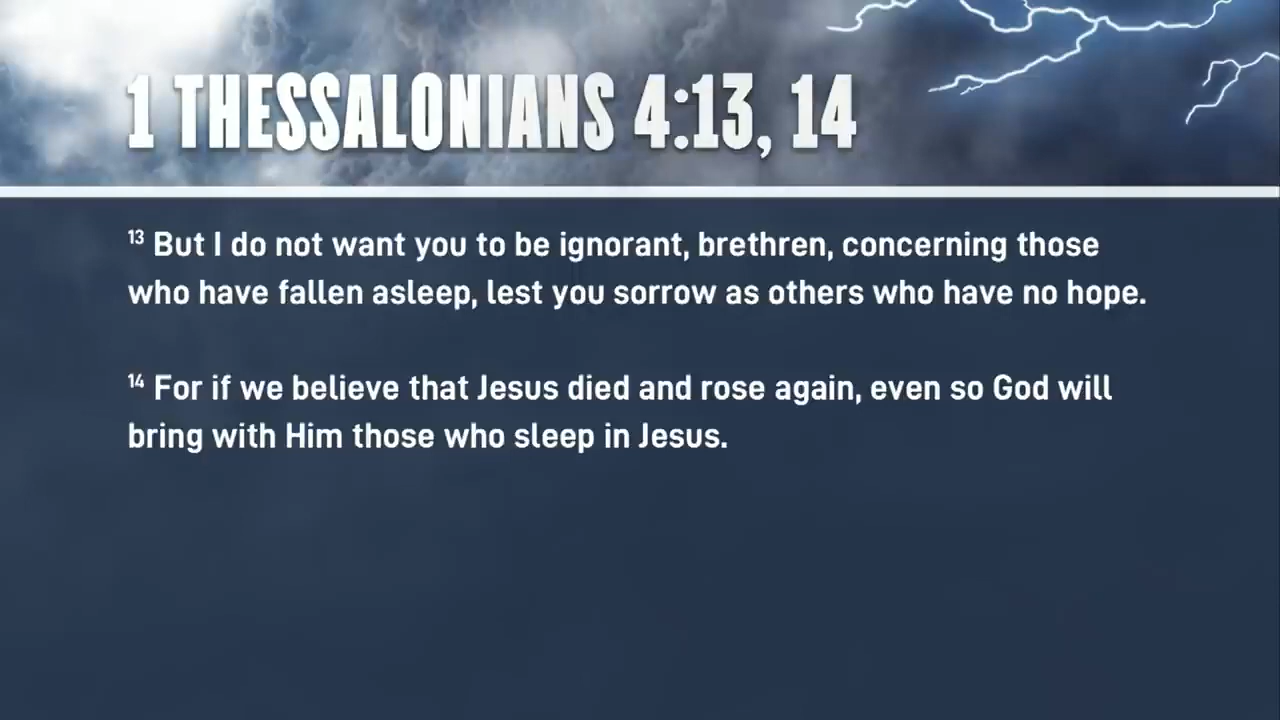 1 THESSALONIANS 4:13, 14
13 But I do not want you to be ignorant, brethren, concerning those
who have fallen asleep, lest you sorrow as others who have no hope.
14 For if we believe that Jesus died and rose again, even so God will
bring with Him those who sleep in Jesus.